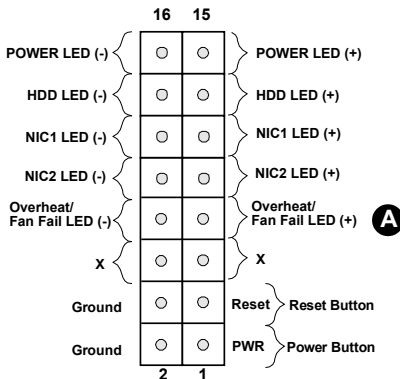 16 15
POWER LED (-) POWER LED (+)
HDD LED (-) HDD LED (+)
NIC1 LED (-) NIC1 LED (+)
NIC2 LED (-) NIC2 LED (+)
Overheat/ Overheat/
Fan Fail LED (-) Fan Fail LED (+) A
X X
Ground Reset Reset Button
Ground PWR Power Button
2 1